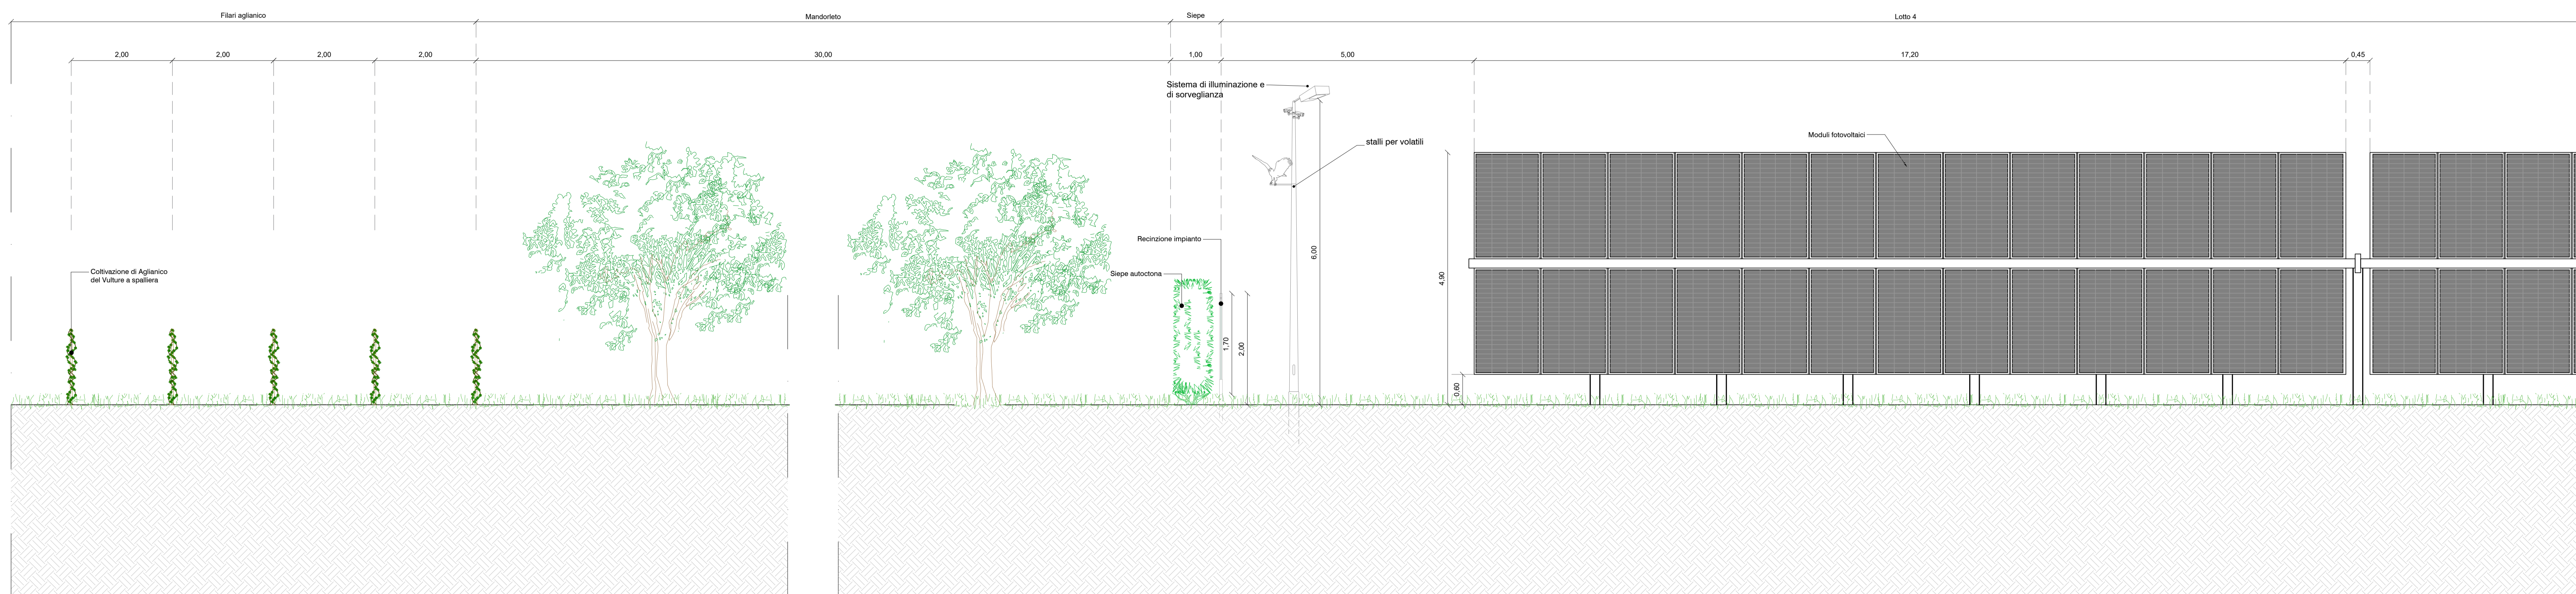 Filari aglianico
Mandorleto
Siepe
Lotto 4
2,00
2,00
2,00
2,00
30,00
1,00
5,00
17,20
0,45
Sistema di illuminazione e
di sorveglianza
stalli per volatili
Moduli fotovoltaici
Recinzione impianto
Siepe autoctona
Coltivazione di Aglianico
del Vulture a spalliera
1,70
2,00
6,00
4,90
0,60